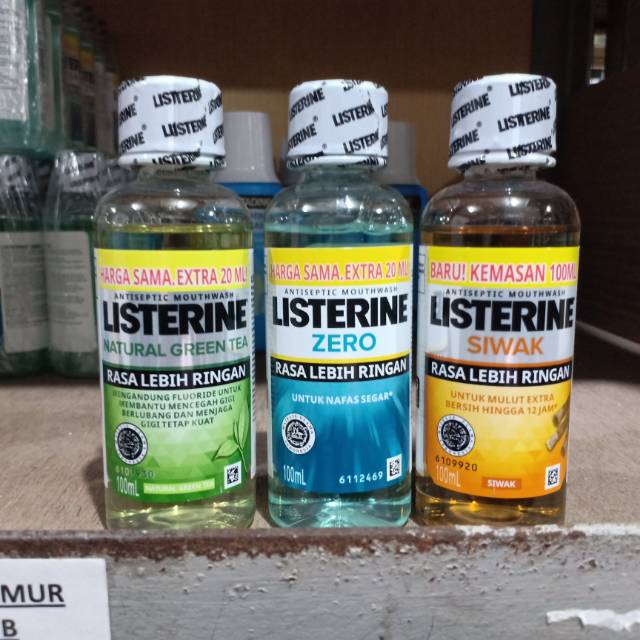 LISTERINE
LISTERINE
LISTERINE
HARGA SAMA.EXTRA 20 ML!
ANTISEPTIC MOUTHWASH
LISTERINE
NATURAL GREEN TEA
RASA LEBIH RINGAN
MENGANDUNG FLUORIDE UNTUK
MEMBANTU MENCEGAH GIGI
BERLUBANG DAN MENJAGA
GIGI TETAP KUAT
100ml
NATURAL GREEN TEA
HARGA SAMA.EXTRA 20 ML!
ANTISEPTIC MOUTHWASH
LISTERINE
ZERO
RASA LEBIH RINGAN
UNTUK NAFAS SEGAR*
100ml
6112469
BARU! KEMASAN 100ML
ANTISEPTIC MOUTHWASH
LISTERINE
SIWAK
RASA LEBIH RINGAN
UNTUK MULUT EXTRA
BERSIH HINGGA 12 JAM*
6109920
100ml
SIWAK
MUR
B